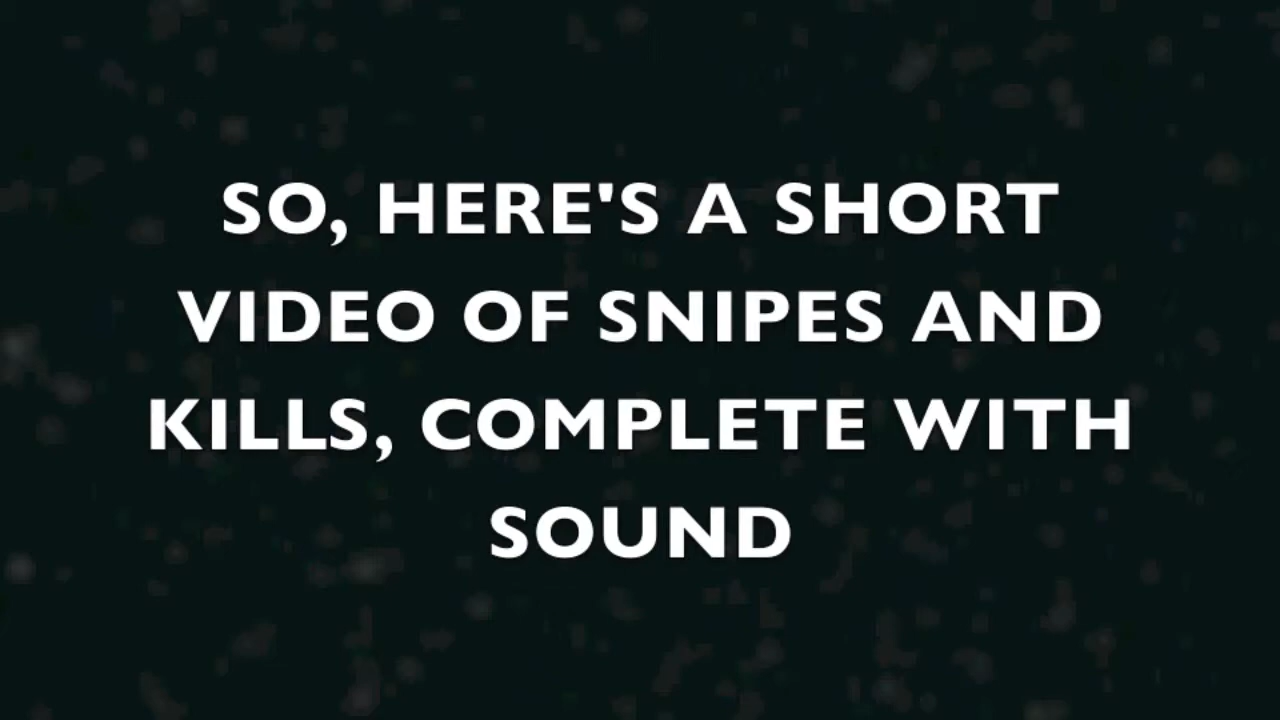 SO, HERE'S A SHORT
VIDEO OF SNIPES AND
KILLS, COMPLETE WITH
SOUND